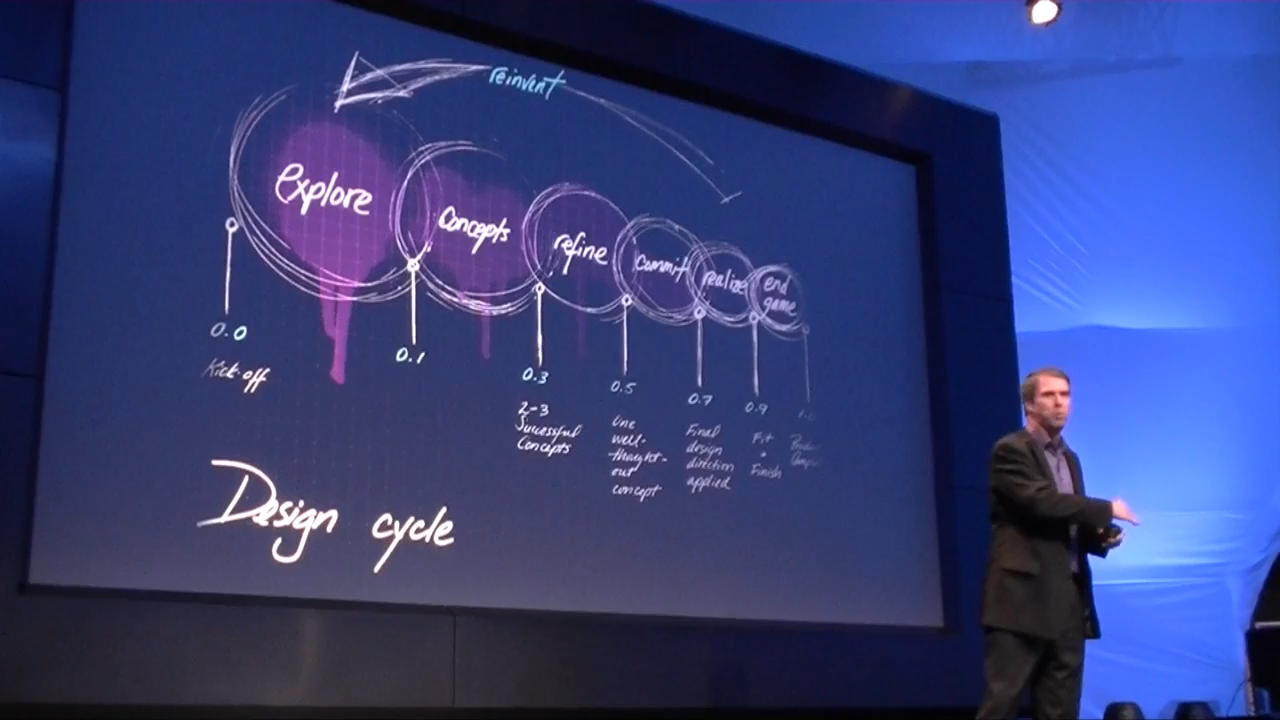 reinvent
explore
concepts
refine
commit
realize
end
game
0.0
Kick-off
0.1
0.3
2-3
Successful
Concepts
0.5
One
well-
thought-
out
concept
0.7
Final
design
direction
applied
0.9
Fit
+
Finish
1.0
Design cycle